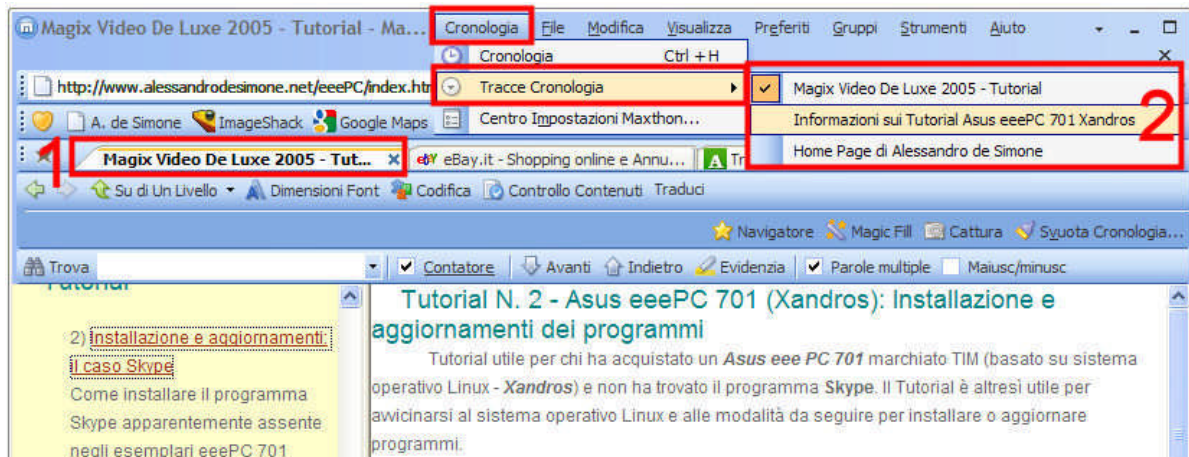 Magix Video De Luxe 2005 - Tutorial - Ma... Cronologia File Modifica Visualizza Preferiti Gruppi Strumenti Aiuto
Cronologia Ctrl + H
http://www.alessandrodesimone.net/eeePC/index.htm Tracce Cronologia Magix Video De Luxe 2005 - Tutorial
A. de Simone ImageShack Google Maps Centro Impostazioni Maxthon... Informazioni sui Tutorial Asus eeePC 701 Xandros 2
Home Page di Alessandro de Simone
1 Magix Video De Luxe 2005 - Tut... eBay.it - Shopping online e Annu... Tr
Su di Un Livello Dimensioni Font Codifica Controllo Contenuti Traduci
Navigatore Magic Fill Cattura Svuota Cronologia...
Trova Contatore Avanti Indietro Evidenzia Parole multiple Maiusc/minusc
Tutorial
2) Installazione e aggiornamenti:
il caso Skype
Come installare il programma
Skype apparentemente assente
negli esemplari eeePC 701
Tutorial N. 2 - Asus eeePC 701 (Xandros): Installazione e
aggiornamenti dei programmi
Tutorial utile per chi ha acquistato un Asus eee PC 701 marchiato TIM (basato su sistema
operativo Linux - Xandros) e non ha trovato il programma Skype. Il Tutorial è altresì utile per
avvicinarsi al sistema operativo Linux e alle modalità da seguire per installare o aggiornare
programmi.